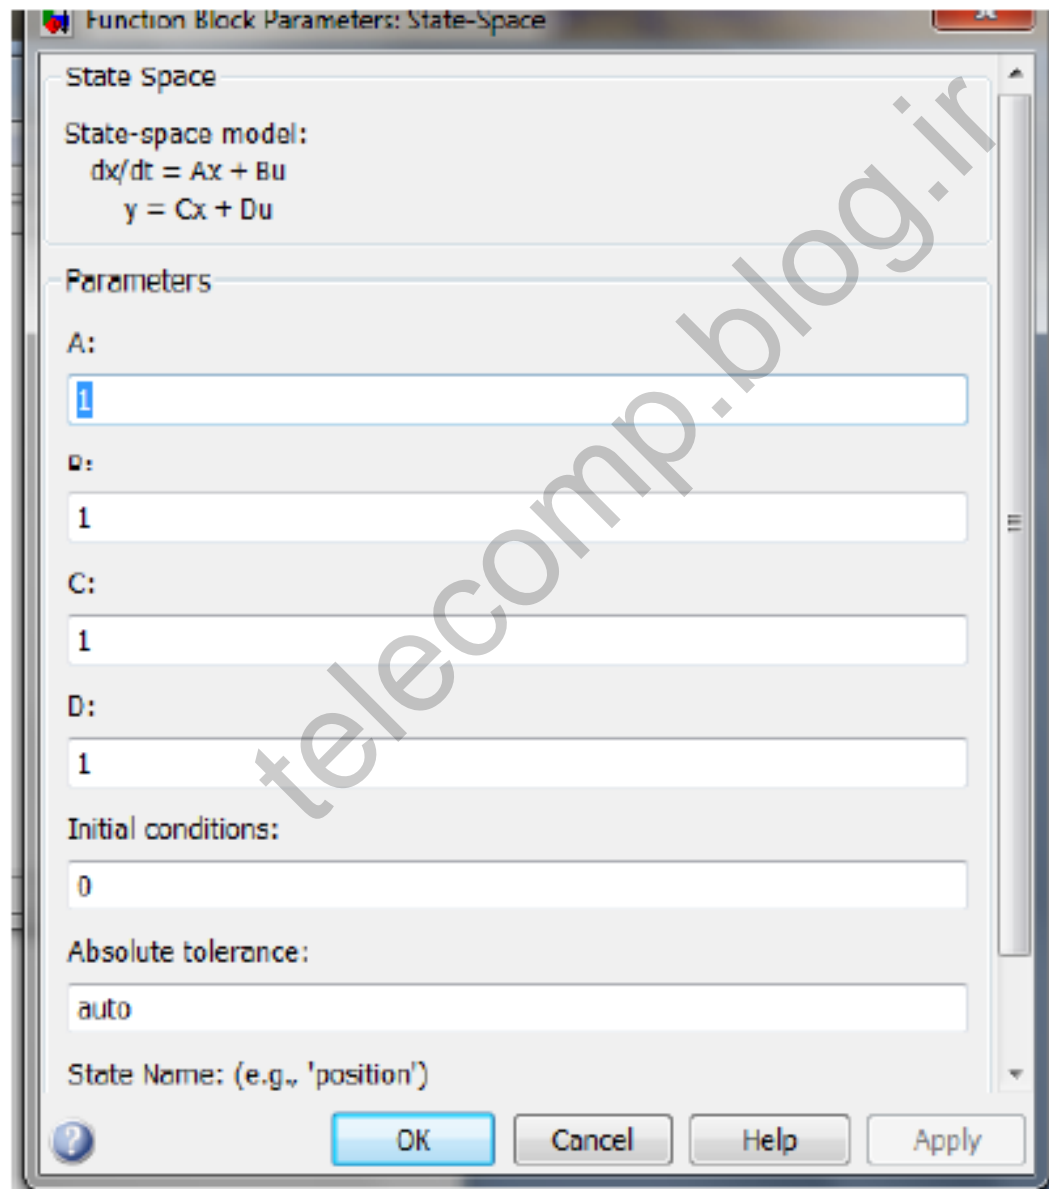 Function Block Parameters: State-Space
State Space
State-space model:
dx/dt = Ax + Bu
y = Cx + Du
Parameters
A:
1
B:
1
C:
1
D:
1
Initial conditions:
0
Absolute tolerance:
auto
State Name: (e.g., 'position')
OK Cancel Help Apply
telecomp.blog.ir